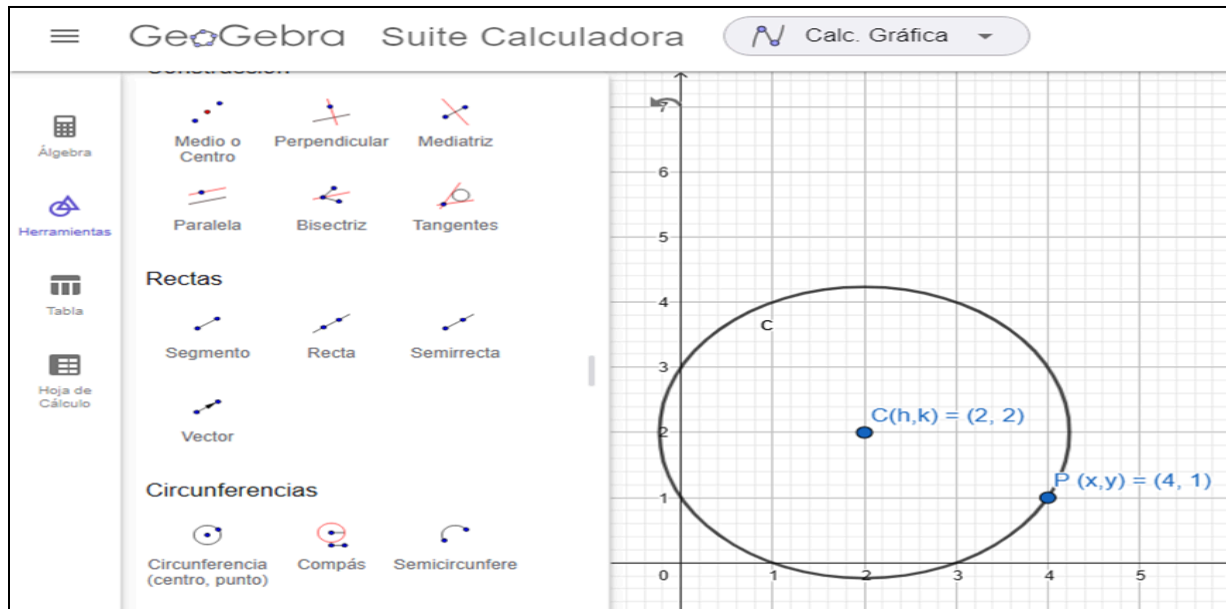 GeoGebra Suite Calculadora Calc. Gráfica
Álgebra
Herramientas
Tabla
Hoja de
Cálculo
Construcción
Medio o
Centro
Perpendicular
Mediatriz
Paralela
Bisectriz
Tangentes
Rectas
Segmento
Recta
Semirrecta
Vector
Circunferencias
Circunferencia
(centro, punto)
Compás
Semicircunfere
7
6
5
4
3
2
1
0 1 2 3 4 5
c
C(h,k) = (2, 2)
P (x,y) = (4, 1)